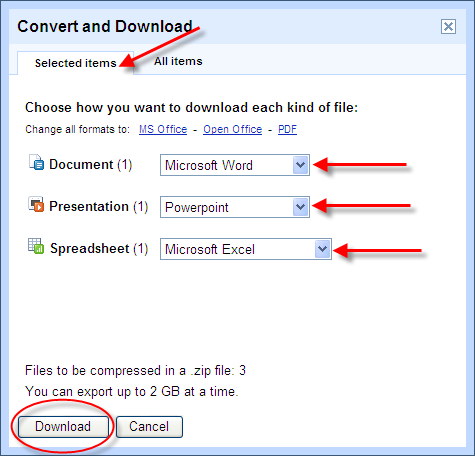 Convert and Download
Selected items
All items
Choose how you want to download each kind of file:
Change all formats to: MS Office - Open Office - PDF
Document (1) Microsoft Word
Presentation (1) Powerpoint
Spreadsheet (1) Microsoft Excel
Files to be compressed in a .zip file: 3
You can export up to 2 GB at a time.
Download Cancel